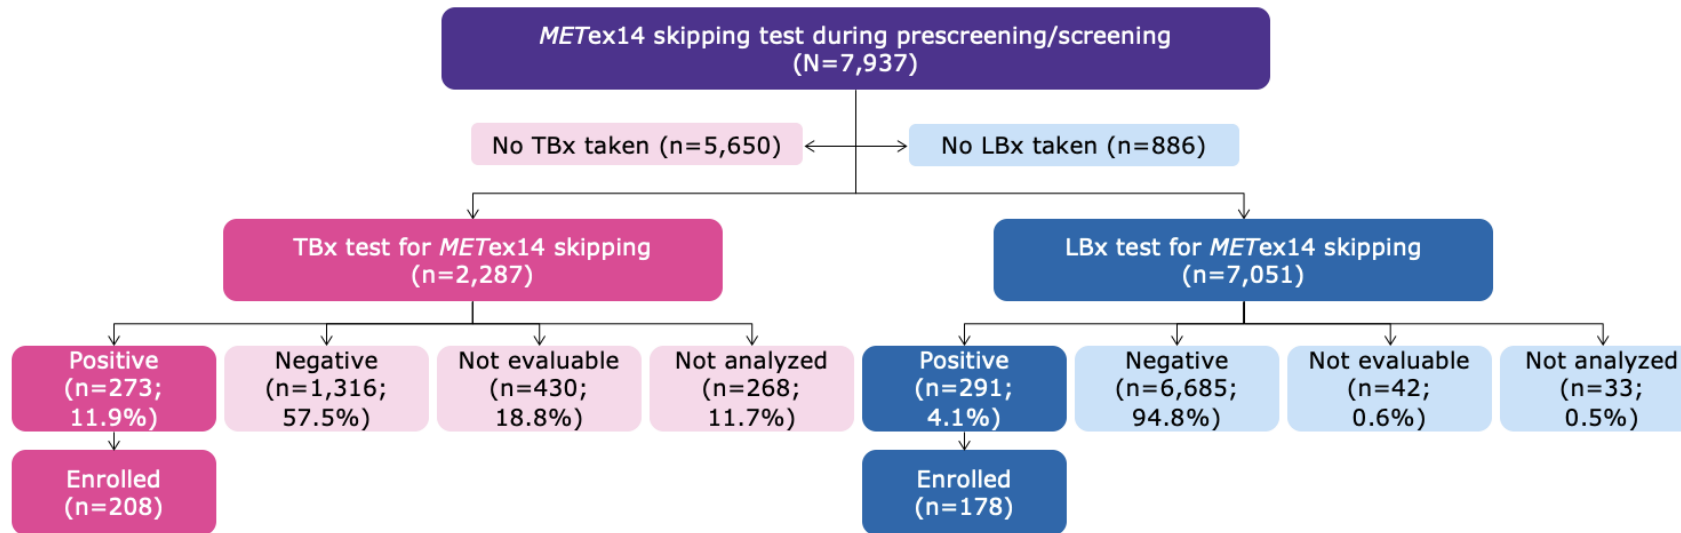 METex14 skipping test during prescreening/screening
(N=7,937)
No TBx taken (n=5,650)
No LBx taken (n=886)
TBx test for METex14 skipping
(n=2,287)
LBx test for METex14 skipping
(n=7,051)
Positive
(n=273;
11.9%)
Negative
(n=1,316;
57.5%)
Not evaluable
(n=430;
18.8%)
Not analyzed
(n=268;
11.7%)
Positive
(n=291;
4.1%)
Negative
(n=6,685;
94.8%)
Not evaluable
(n=42;
0.6%)
Not analyzed
(n=33;
0.5%)
Enrolled
(n=208)
Enrolled
(n=178)